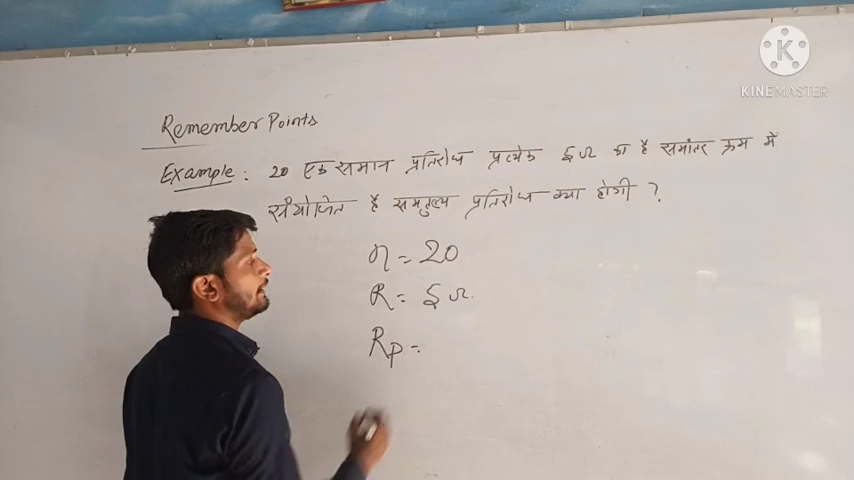 KINEMASTER
Remember Points
Example : 20 एक समान प्रतिरोध प्रत्येक 5Ω का है समांतर क्रम में
संयोजित है समतुल्य प्रतिरोध क्या होगी ?
n = 20
R = 5Ω.
Rp =